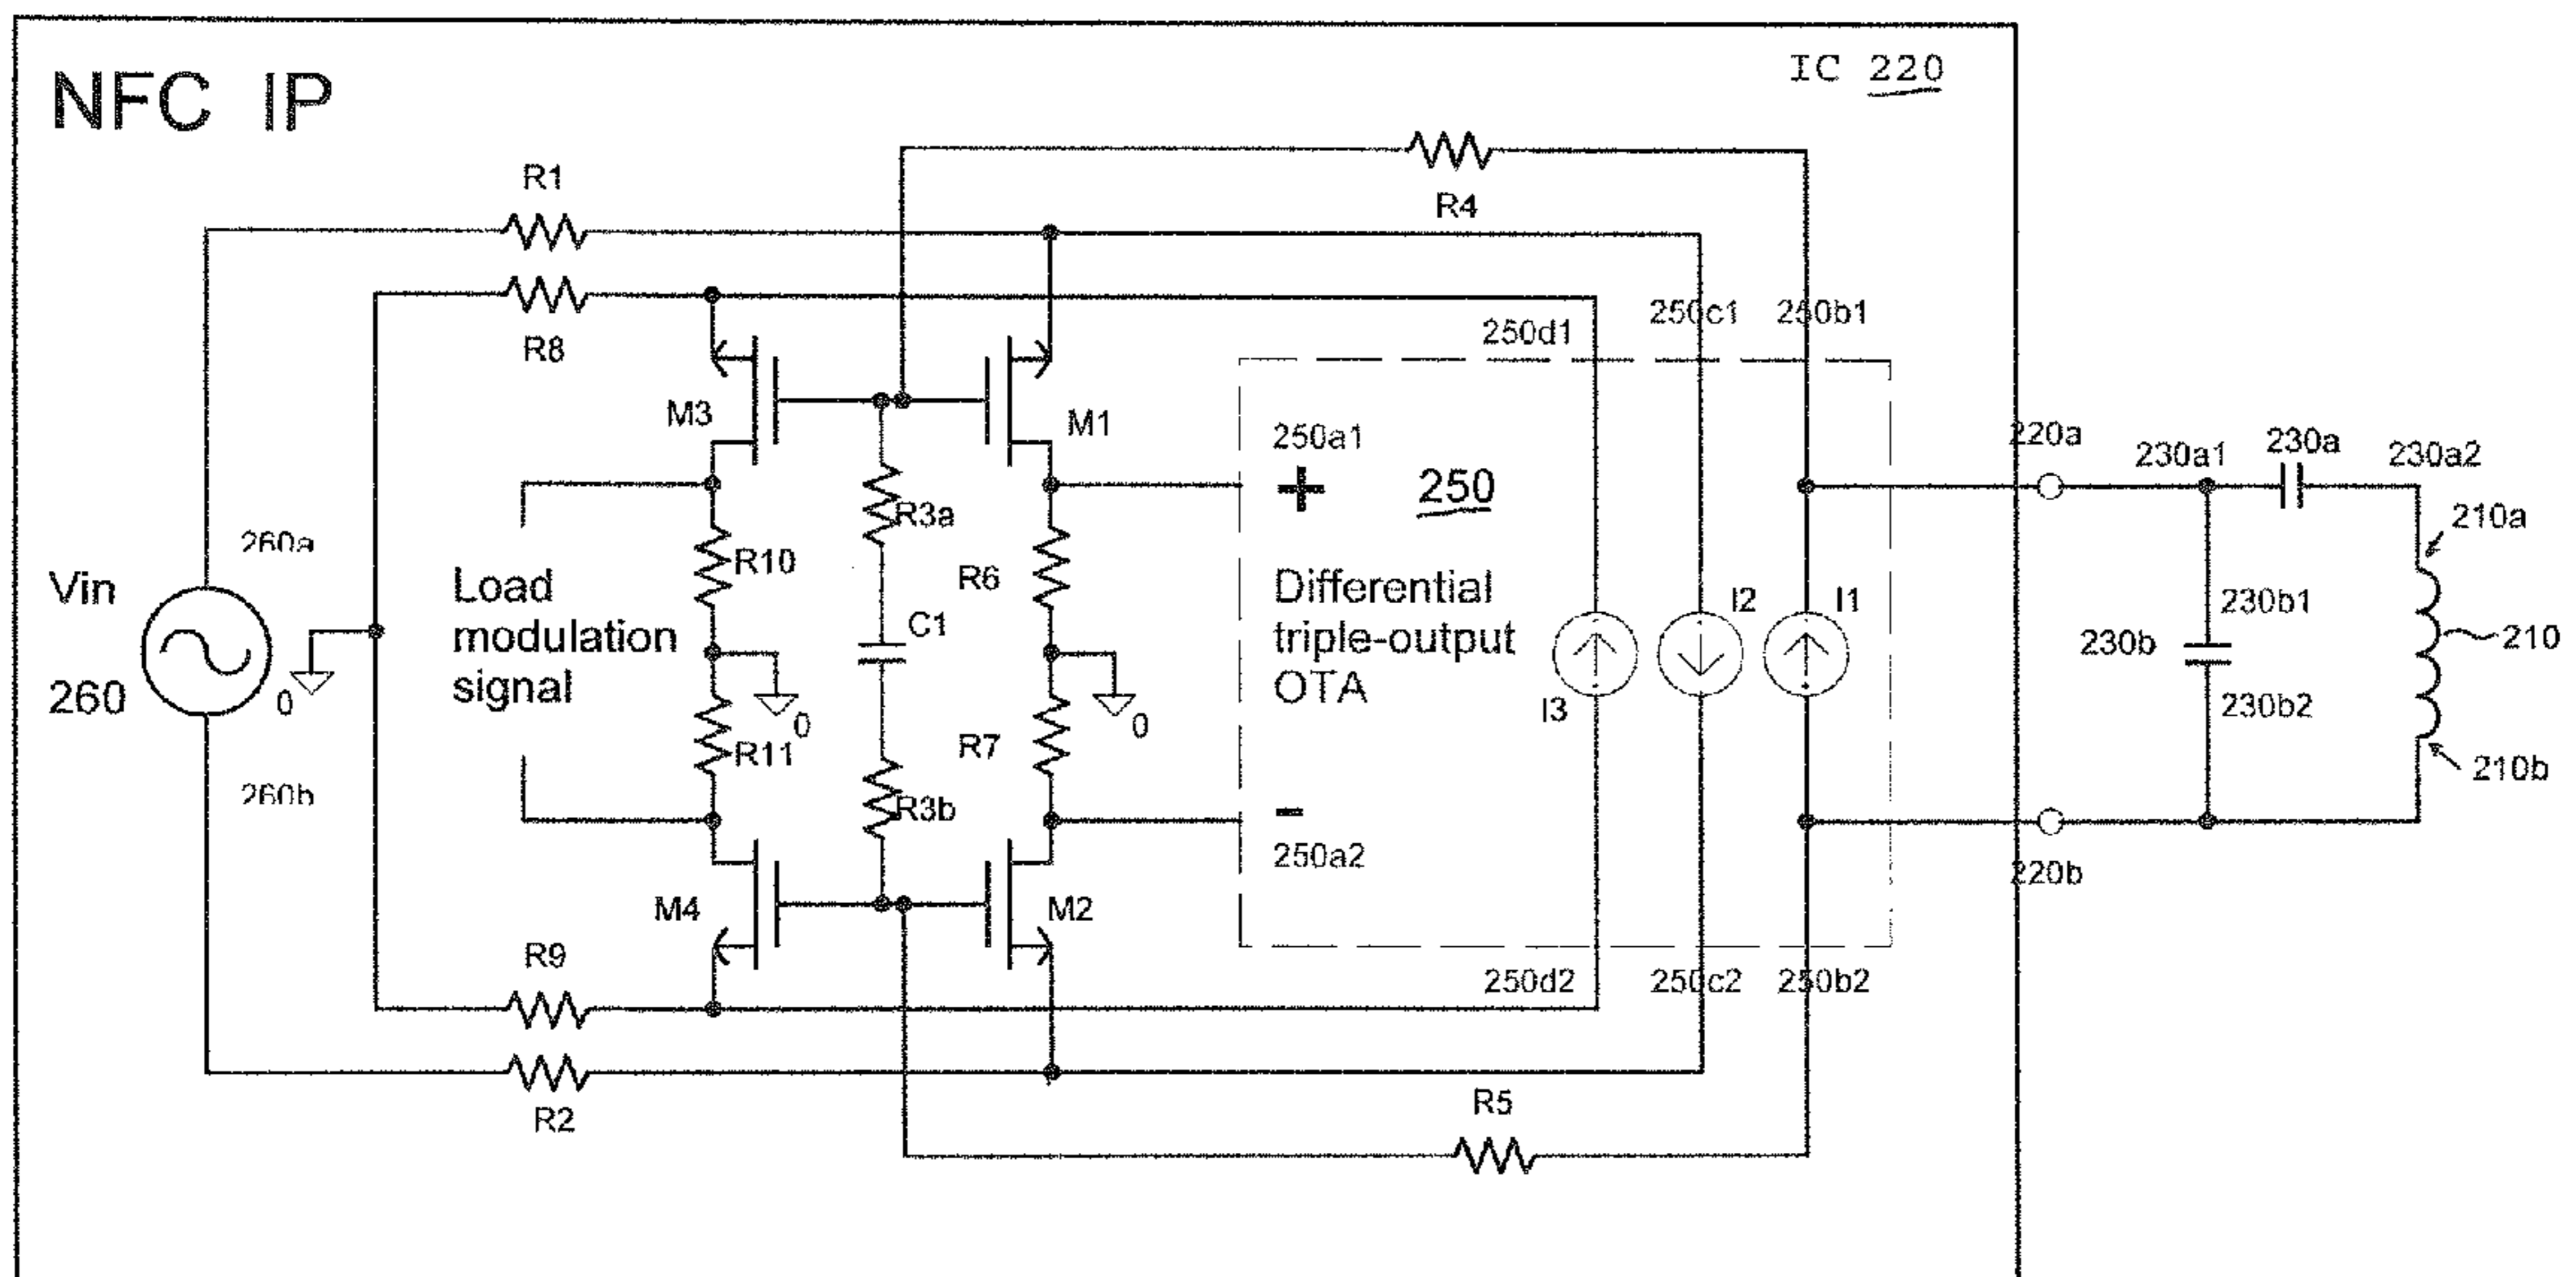 NFC IP
IC 220
R1
R4
R8
250d1
250c1
250b1
M3
M1
250a1
+
250
220a
230a1
230a
230a2
210a
R3a
260a
Vin
260
0
Load
modulation
signal
R10
R6
C1
Differential
triple-output
OTA
I3
I2
I1
230b1
230b
230b2
210
0
0
R11
R7
R3b
260b
-
250a2
210b
M4
M2
220b
R9
250d2
250c2
250b2
R2
R5